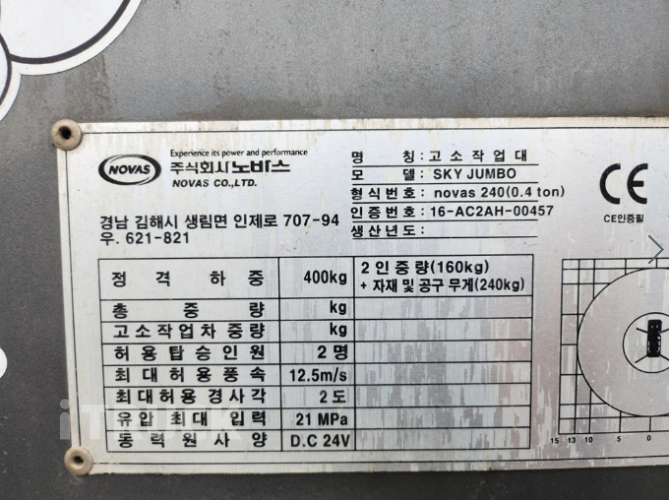 NOVAS
Experience its power and performance
주식회사 노바스
NOVAS CO.,LTD.
경남 김해시 생림면 인제로 707-94
우. 621-821
명 칭 : 고 소 작 업 대
모 델 : SKY JUMBO
형 식 번 호 : novas 240(0.4 ton)
인 증 번 호 : 16-AC2AH-00457
생 산 년 도 :
CE
CE인증필
정 격 하 중 400kg 2 인 중 량(160kg)
+ 자재 및 공구 무게(240kg)
총 중 량 kg
고소작업차 중량 kg
허용탑승인원 2 명
최대허용풍속 12.5m/s
최대허용경사각 2 도
유압 최대 입력 21 MPa
동 력 원 사 양 D.C 24V
15 13 10 5 0